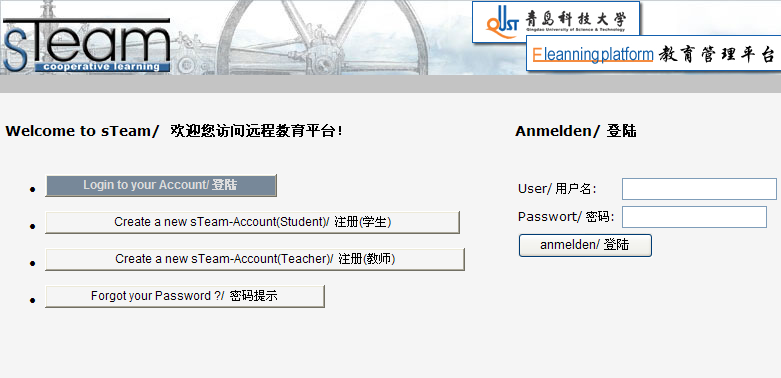 sTeam
cooperative learning
QUST 青岛科技大学
Qingdao University of Science & Technology
Eleanning platform 教育管理平台
Welcome to sTeam/ 欢迎您访问远程教育平台!
Login to your Account/ 登陆
Create a new sTeam-Account(Student)/ 注册(学生)
Create a new sTeam-Account(Teacher)/ 注册(教师)
Forgot your Password ?/ 密码提示
Anmelden/ 登陆
User/ 用户名:
Passwort/ 密码:
anmelden/ 登陆